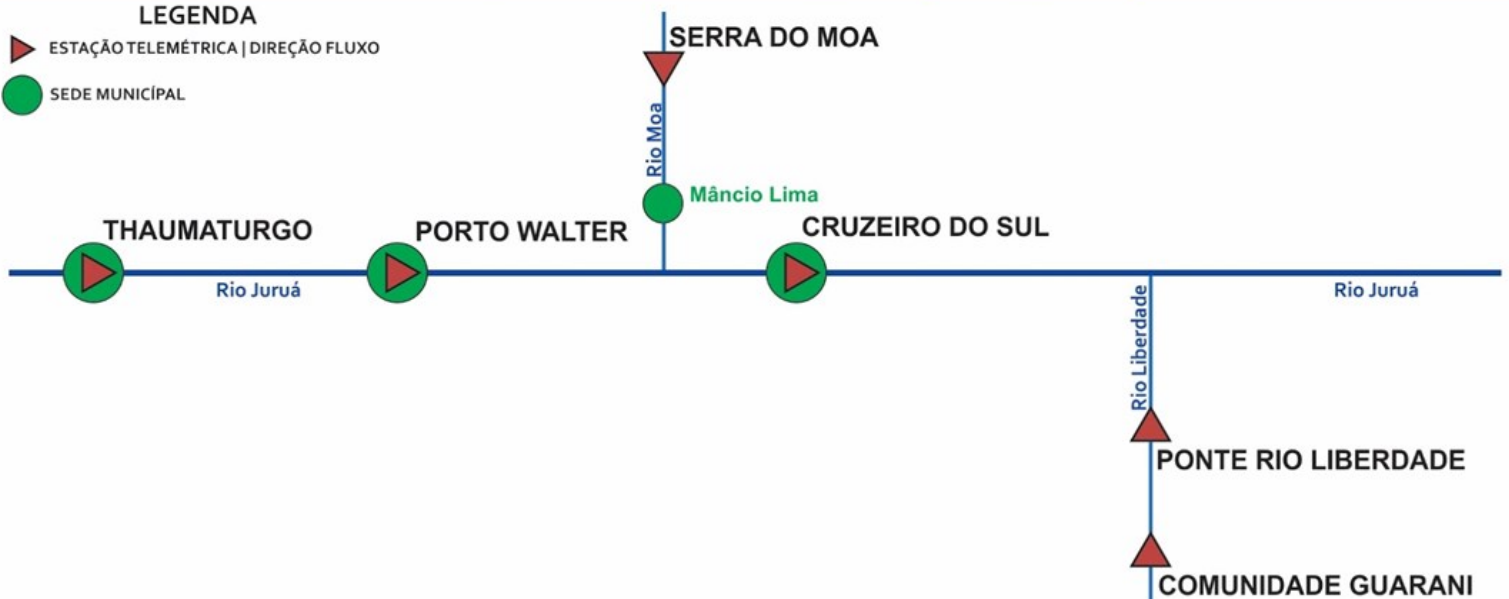 LEGENDA
ESTAÇÃO TELEMÉTRICA | DIREÇÃO FLUXO
SEDE MUNICÍPAL
SERRA DO MOA
Rio Moa
Mâncio Lima
THAUMATURGO
PORTO WALTER
CRUZEIRO DO SUL
Rio Juruá
Rio Juruá
Rio Liberdade
PONTE RIO LIBERDADE
COMUNIDADE GUARANI